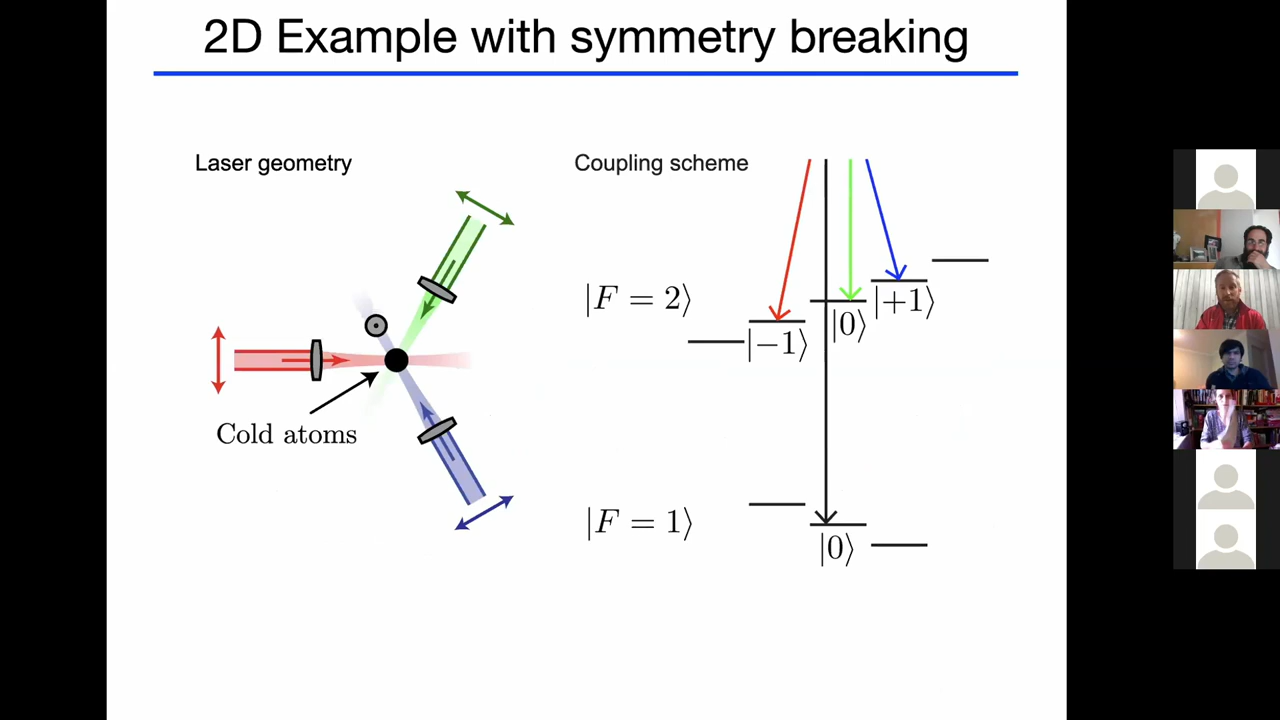 2D Example with symmetry breaking
Laser geometry
Coupling scheme
Cold atoms
|F = 2⟩
|−1⟩
|0⟩
|+1⟩
|F = 1⟩
|0⟩